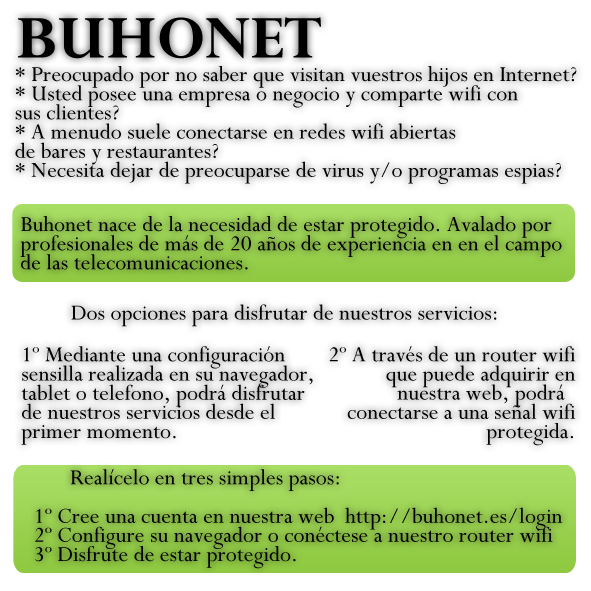 BUHONET
* Preocupado por no saber que visitan vuestros hijos en Internet?
* Usted posee una empresa o negocio y comparte wifi con
sus clientes?
* A menudo suele conectarse en redes wifi abiertas
de bares y restaurantes?
* Necesita dejar de preocuparse de virus y/o programas espias?
Buhonet nace de la necesidad de estar protegido. Avalado por
profesionales de más de 20 años de experiencia en en el campo
de las telecomunicaciones.
Dos opciones para disfrutar de nuestros servicios:
1º Mediante una configuración
sensilla realizada en su navegador,
tablet o telefono, podrá disfrutar
de nuestros servicios desde el
primer momento.
2º A través de un router wifi
que puede adquirir en
nuestra web, podrá
conectarse a una señal wifi
protegida.
Realícelo en tres simples pasos:
1º Cree una cuenta en nuestra web http://buhonet.es/login
2º Configure su navegador o conéctese a nuestro router wifi
3º Disfrute de estar protegido.